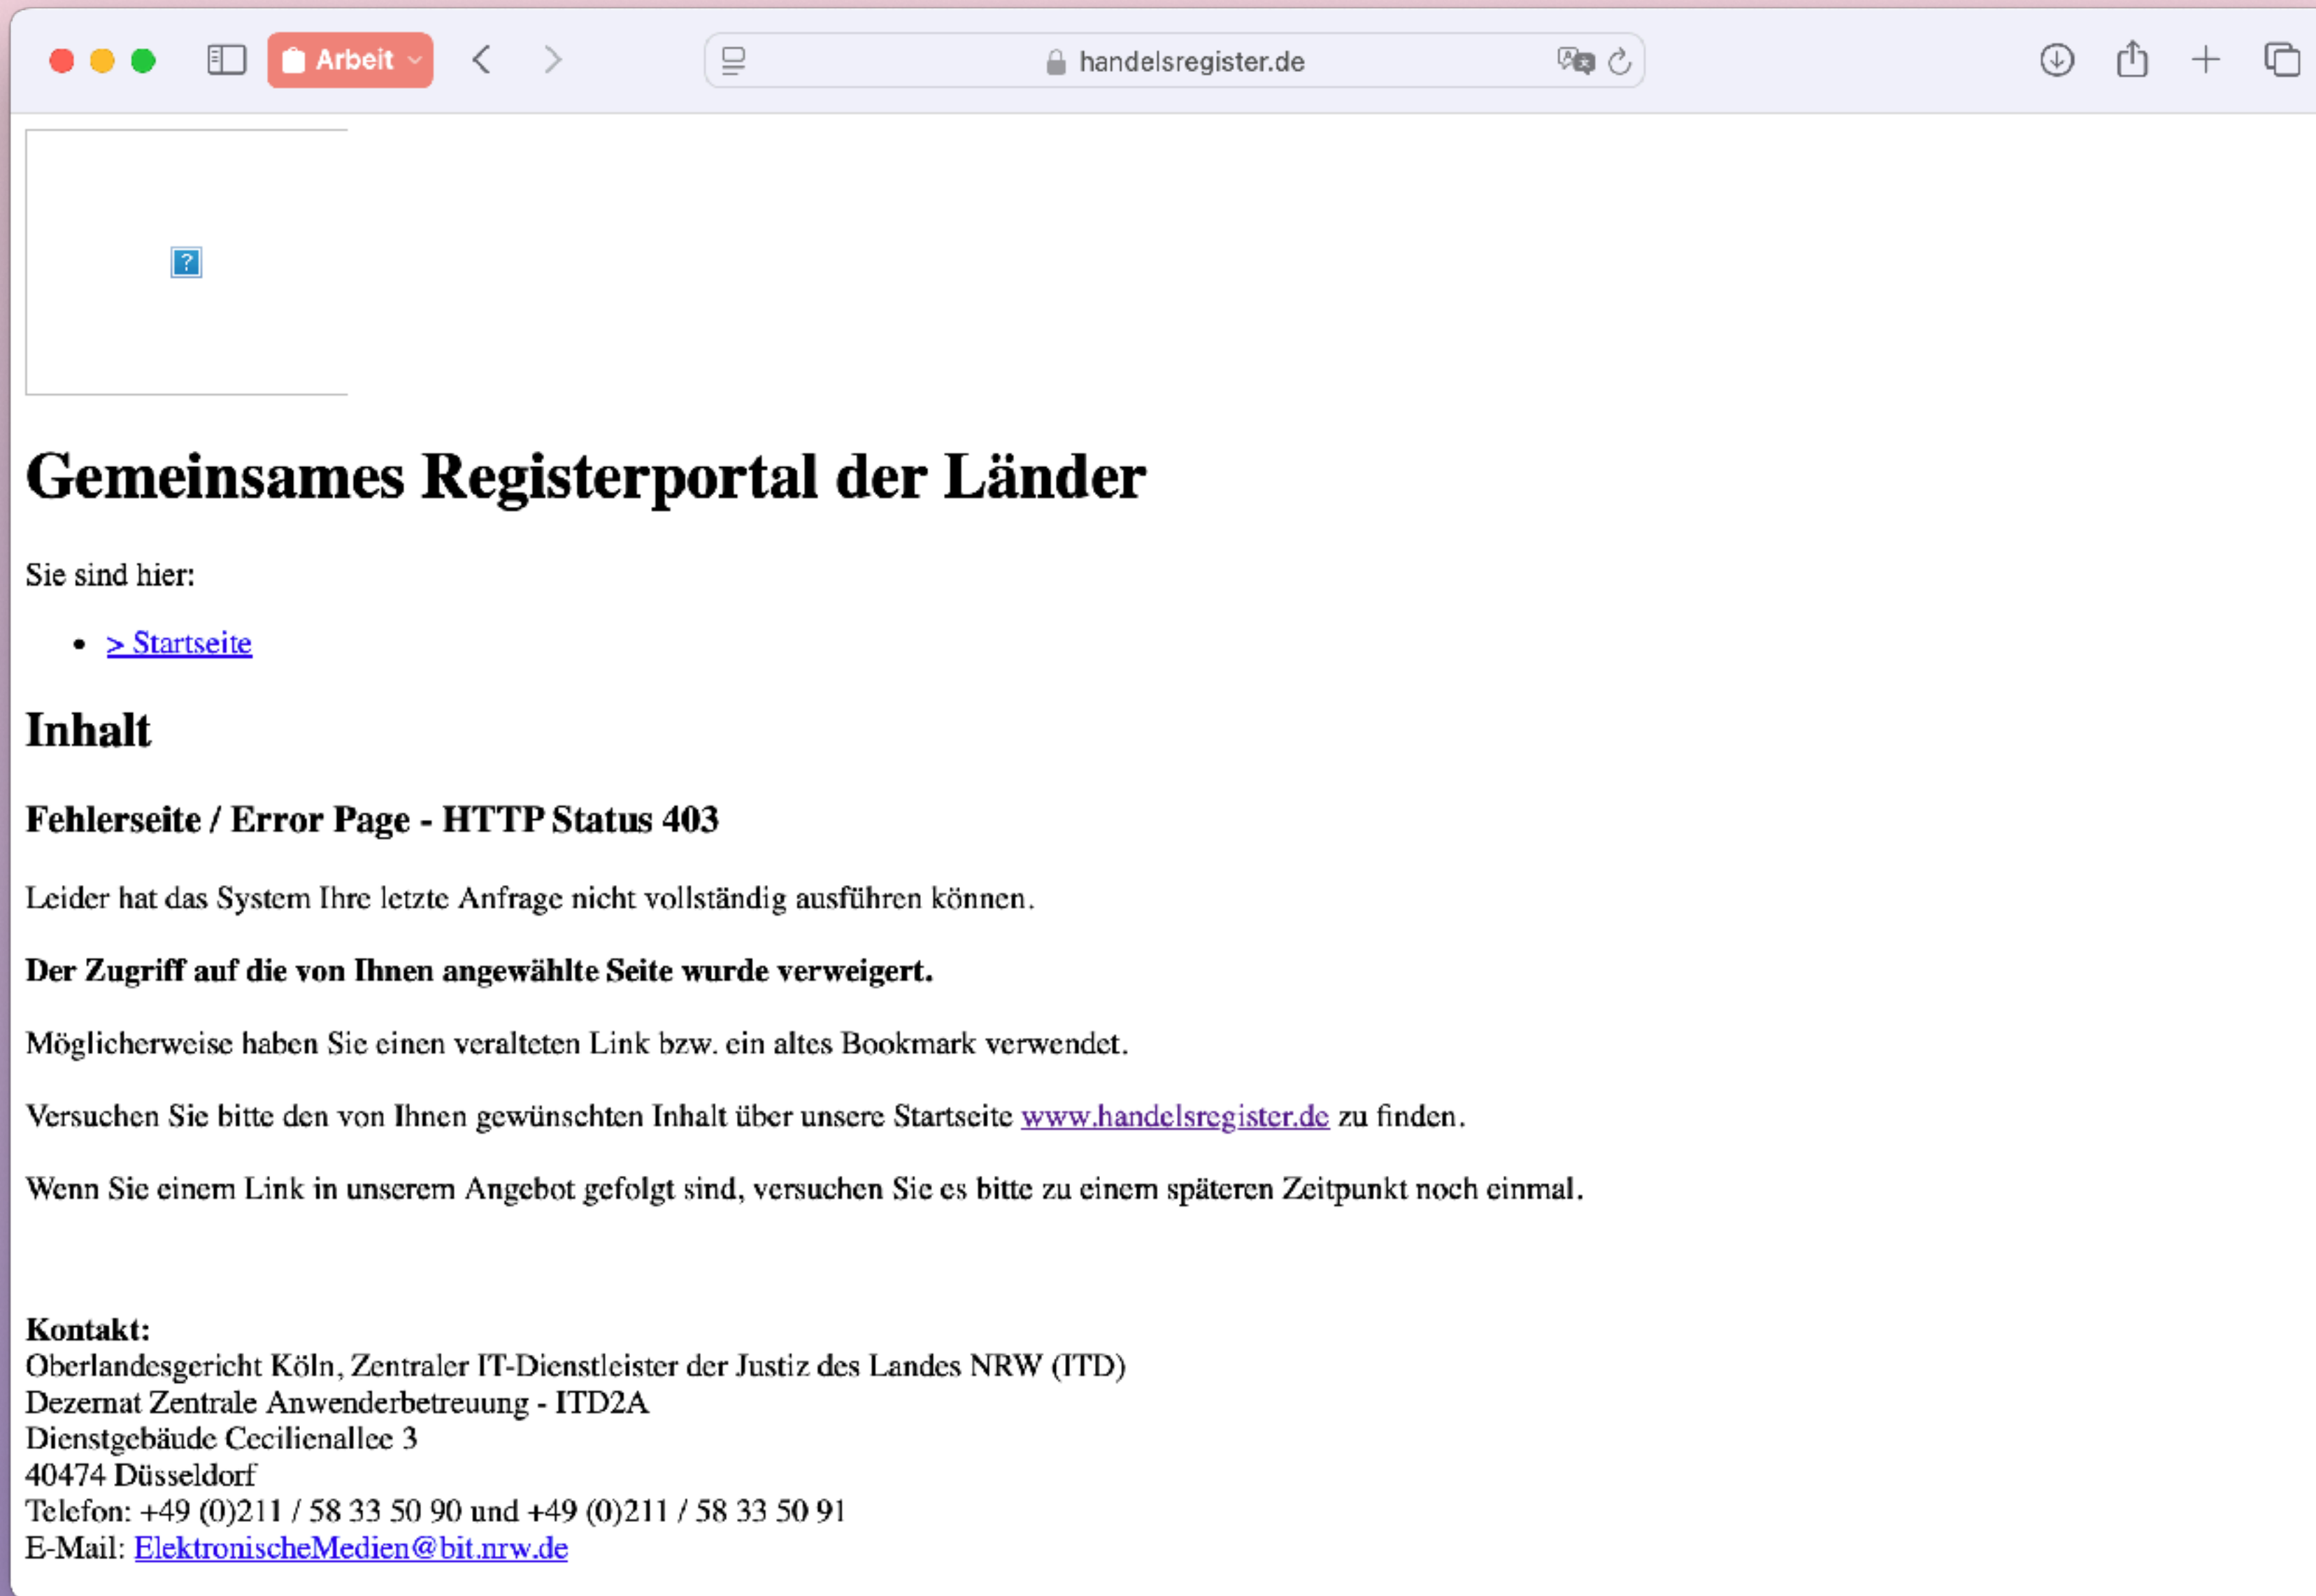 Arbeit
handelsregister.de
Gemeinsames Registerportal der Länder
Sie sind hier:
> Startseite
Inhalt
Fehlerseite / Error Page - HTTP Status 403
Leider hat das System Ihre letzte Anfrage nicht vollständig ausführen können.
Der Zugriff auf die von Ihnen angewählte Seite wurde verweigert.
Möglicherweise haben Sie einen veralteten Link bzw. ein altes Bookmark verwendet.
Versuchen Sie bitte den von Ihnen gewünschten Inhalt über unsere Startseite www.handelsregister.de zu finden.
Wenn Sie einem Link in unserem Angebot gefolgt sind, versuchen Sie es bitte zu einem späteren Zeitpunkt noch einmal.
Kontakt:
Oberlandesgericht Köln, Zentraler IT-Dienstleister der Justiz des Landes NRW (ITD)
Dezernat Zentrale Anwenderbetreuung - ITD2A
Dienstgebäude Cecilienallee 3
40474 Düsseldorf
Telefon: +49 (0)211 / 58 33 50 90 und +49 (0)211 / 58 33 50 91
E-Mail: ElektronischeMedien@bit.nrw.de